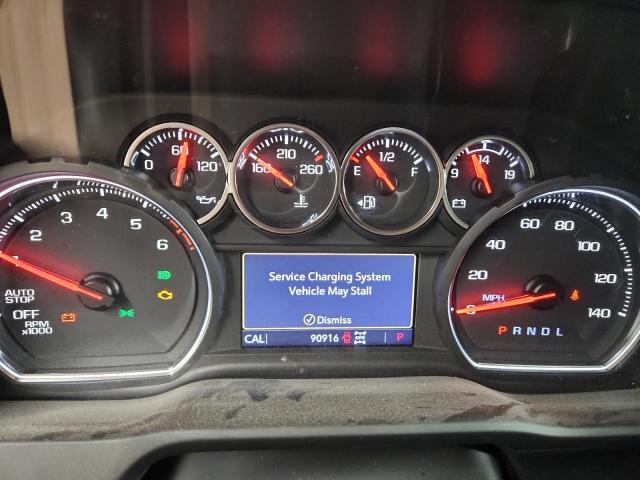 0 60 120
160 210 260
E 1/2 F
9 14 19
1 2 3 4 5 6
AUTO
STOP
OFF
RPM
x1000
Service Charging System
Vehicle May Stall
Dismiss
CAL 90916 P
0 20 40 60 80 100 120 140
MPH
P R N D L